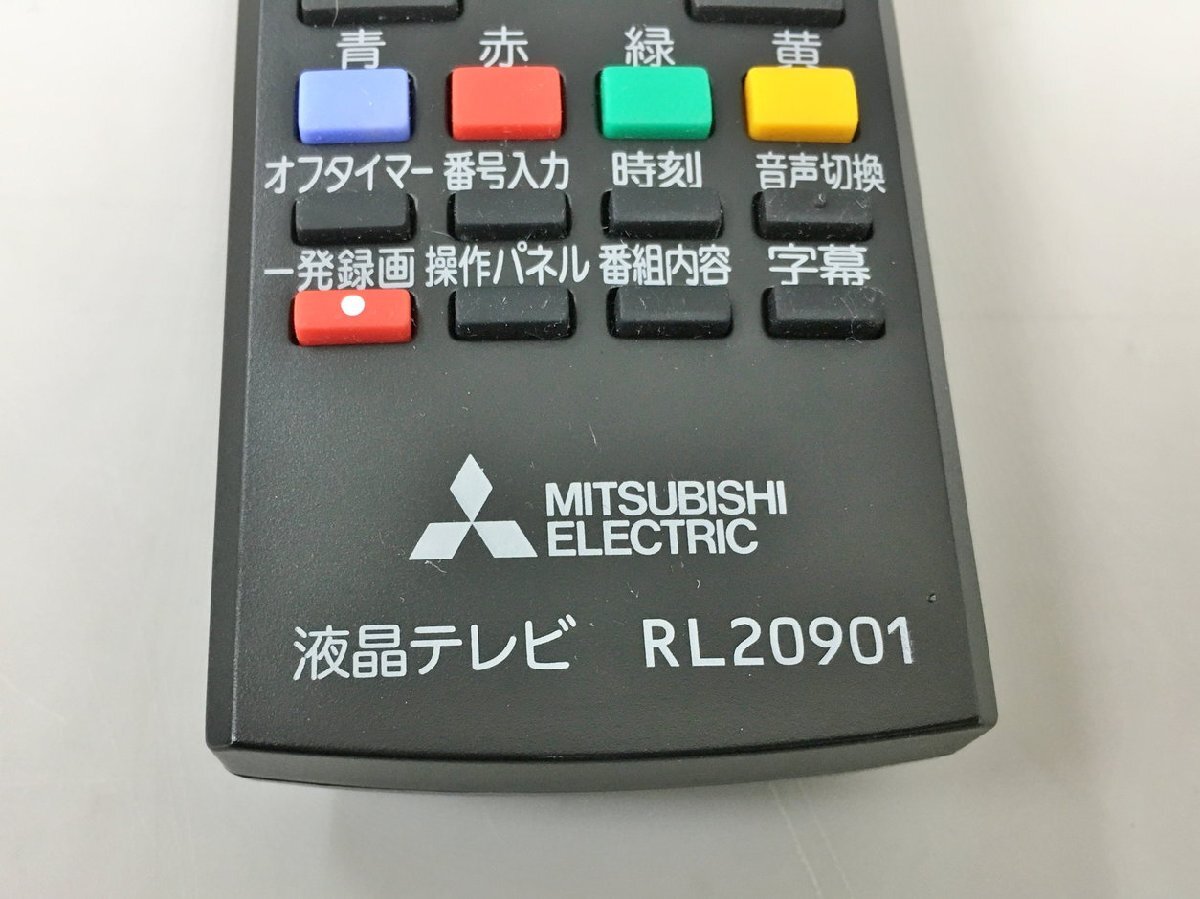 青 赤 緑 黄
オフタイマー 番号入力 時刻 音声切換
一発録画 操作パネル 番組内容 字幕
MITSUBISHI
ELECTRIC
液晶テレビ RL20901